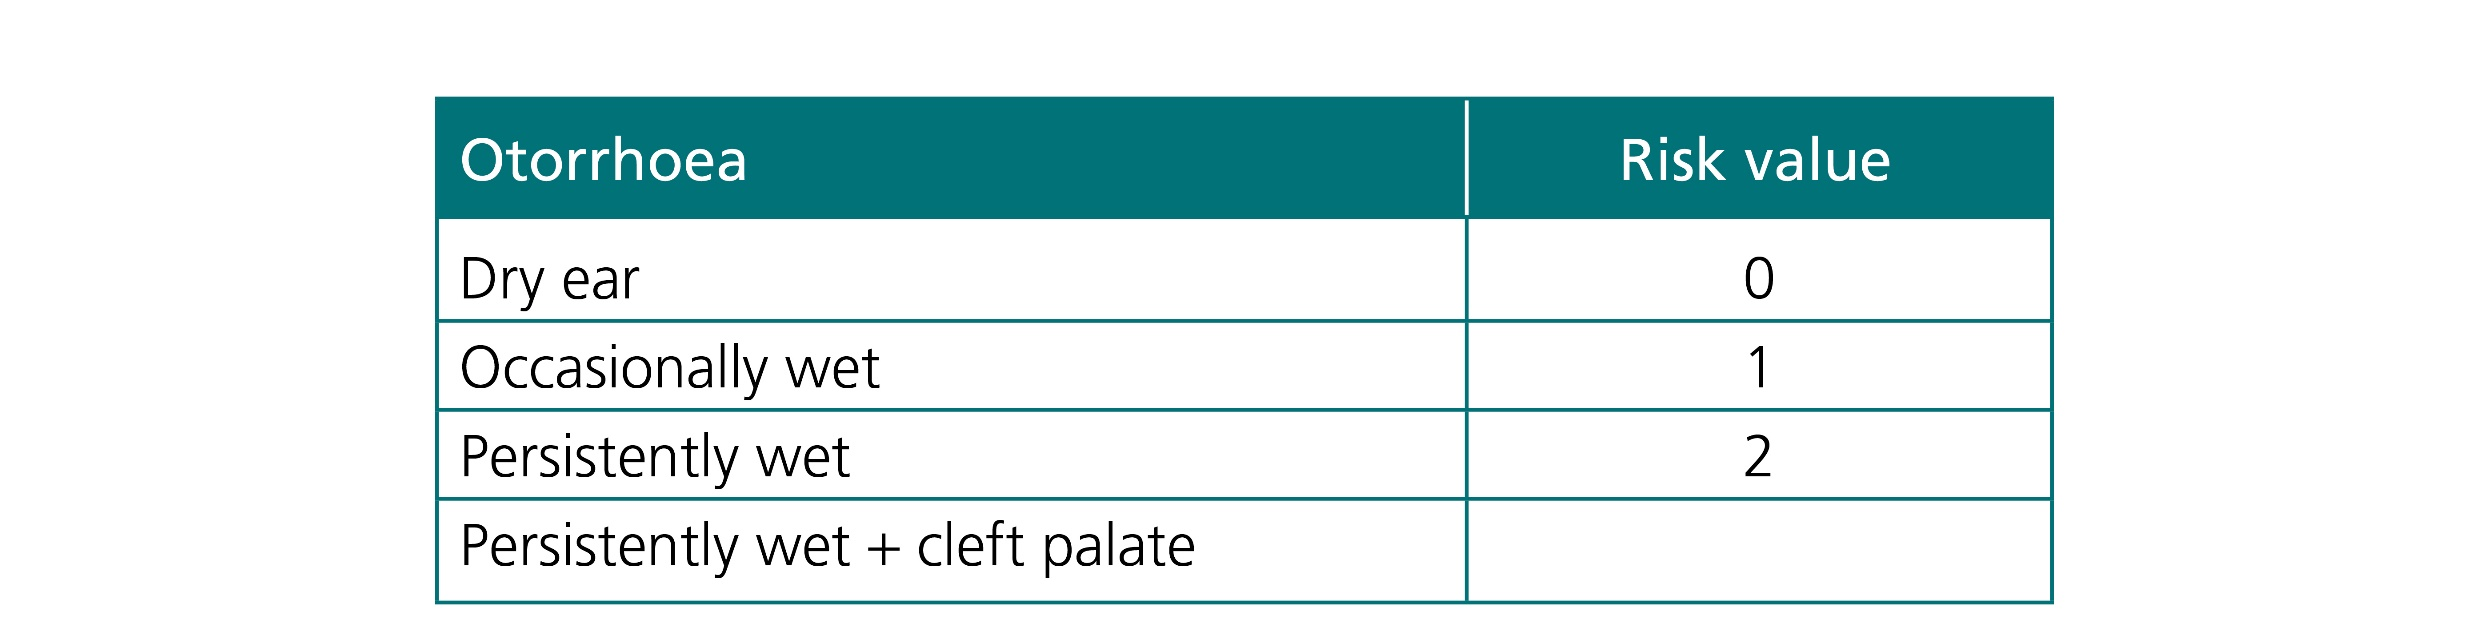 Otorrhoea Risk value
Dry ear 0
Occasionally wet 1
Persistently wet 2
Persistently wet + cleft palate